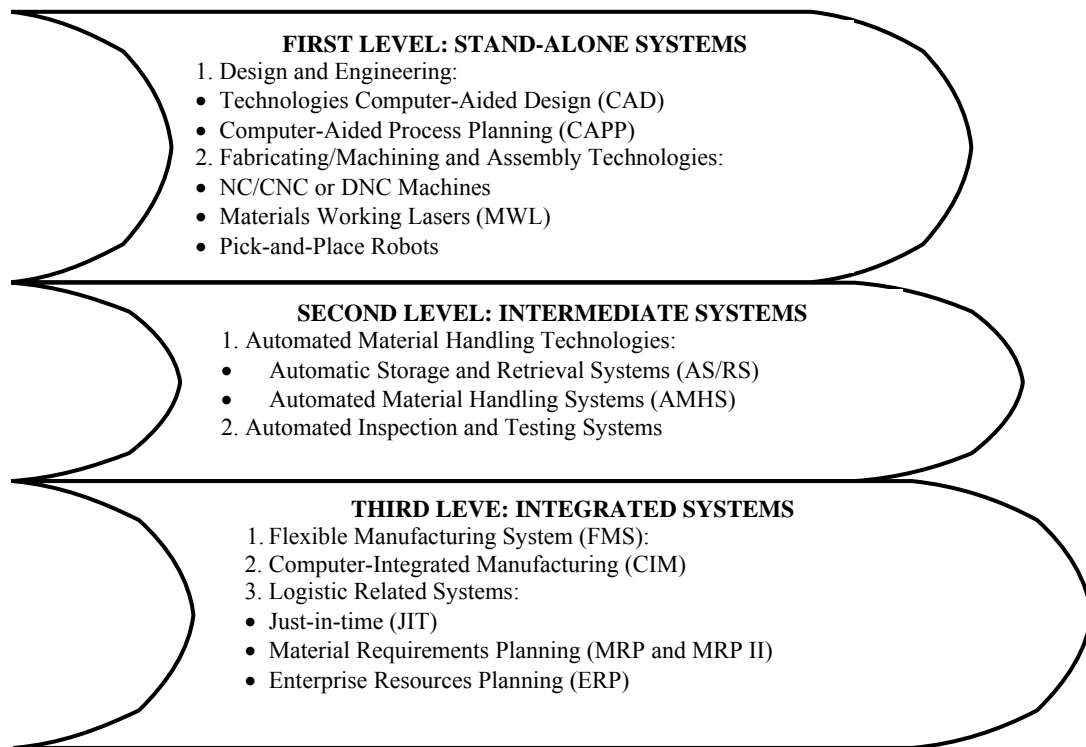 FIRST LEVEL: STAND-ALONE SYSTEMS
1. Design and Engineering:
• Technologies Computer-Aided Design (CAD)
• Computer-Aided Process Planning (CAPP)
2. Fabricating/Machining and Assembly Technologies:
• NC/CNC or DNC Machines
• Materials Working Lasers (MWL)
• Pick-and-Place Robots
SECOND LEVEL: INTERMEDIATE SYSTEMS
1. Automated Material Handling Technologies:
• Automatic Storage and Retrieval Systems (AS/RS)
• Automated Material Handling Systems (AMHS)
2. Automated Inspection and Testing Systems
THIRD LEVE: INTEGRATED SYSTEMS
1. Flexible Manufacturing System (FMS):
2. Computer-Integrated Manufacturing (CIM)
3. Logistic Related Systems:
• Just-in-time (JIT)
• Material Requirements Planning (MRP and MRP II)
• Enterprise Resources Planning (ERP)